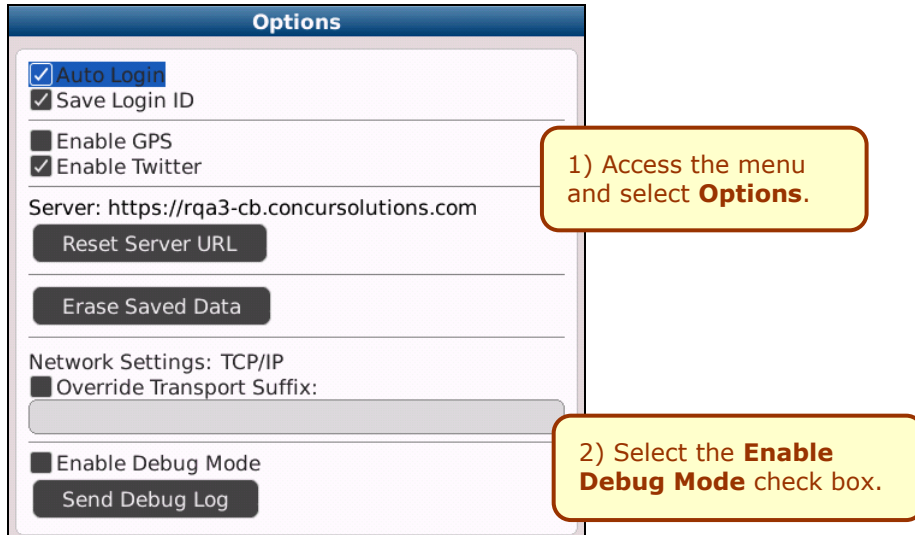 Options
Auto Login
Save Login ID
Enable GPS
Enable Twitter
Server: https://rqa3-cb.concursolutions.com
Reset Server URL
Erase Saved Data
Network Settings: TCP/IP
Override Transport Suffix:
Enable Debug Mode
Send Debug Log
1) Access the menu
and select Options.
2) Select the Enable
Debug Mode check box.